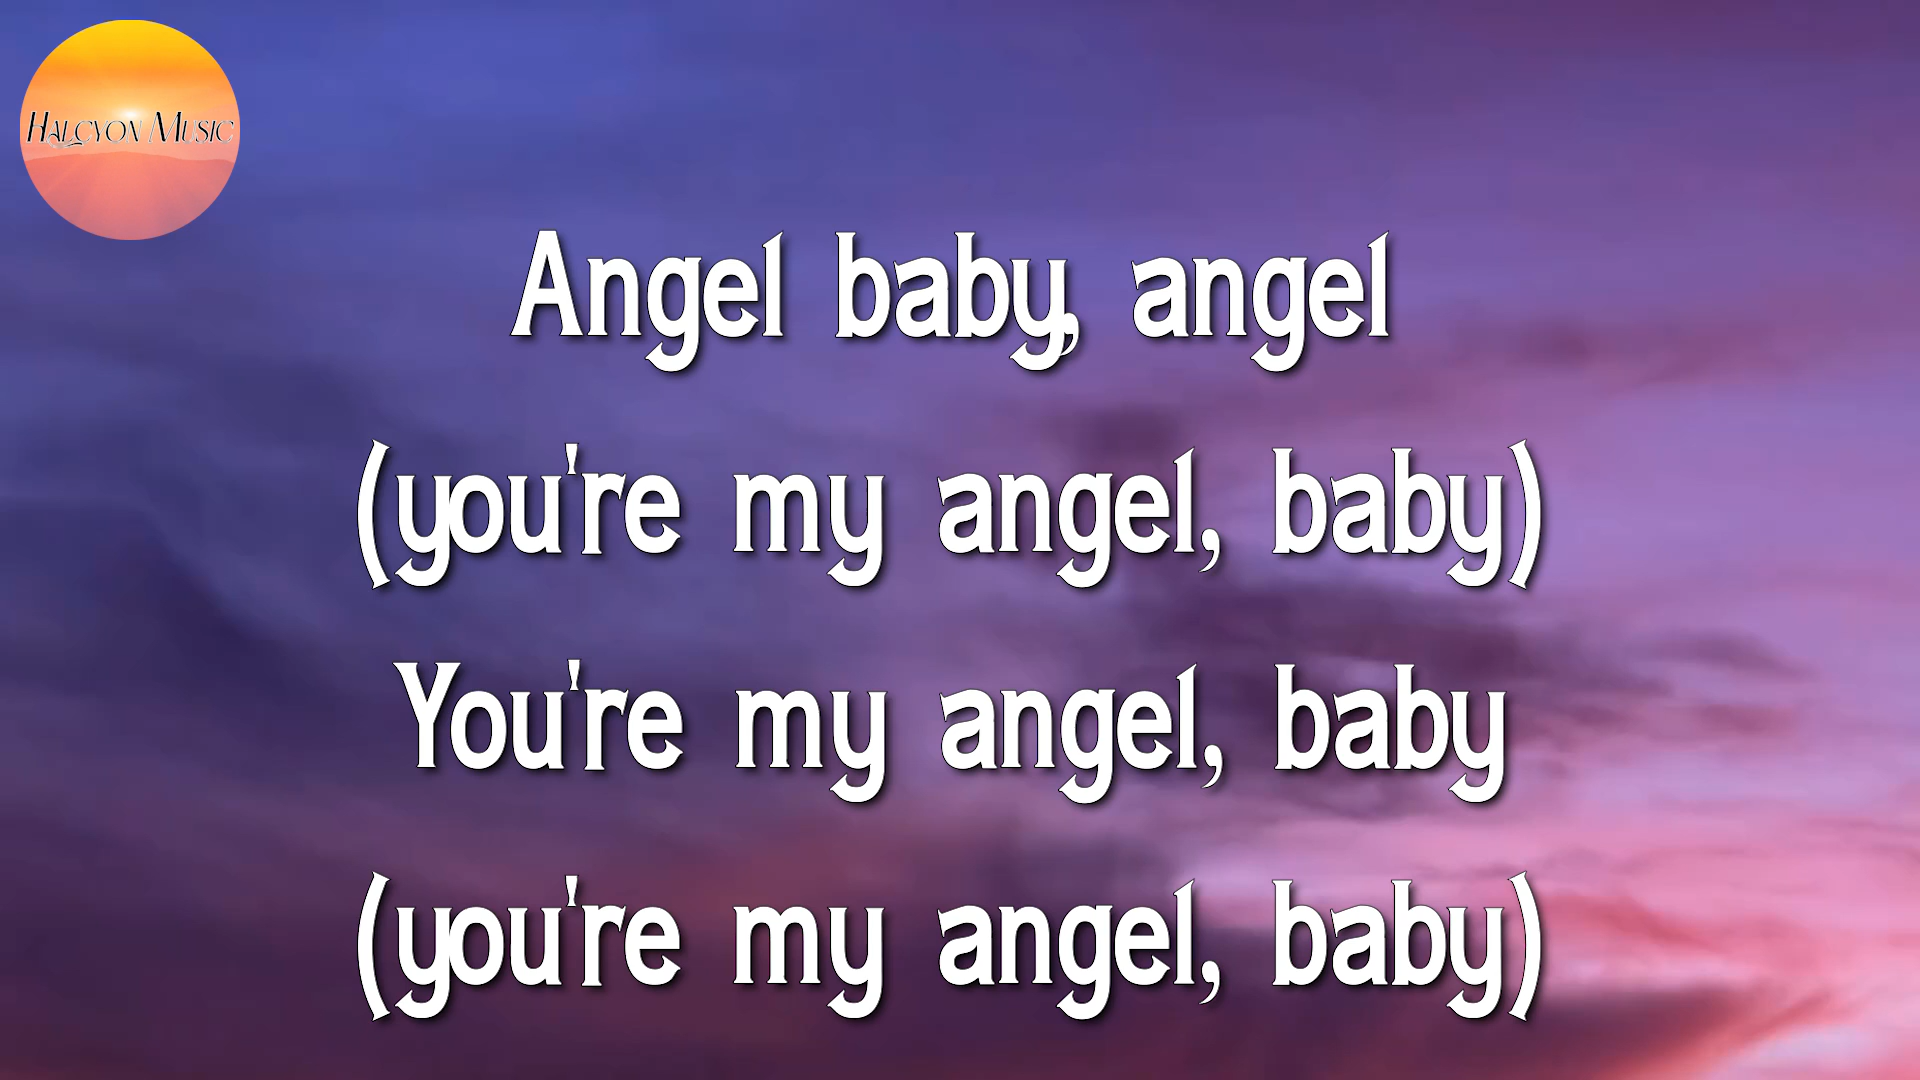 Halcyon Music
Angel baby, angel
(you're my angel, baby)
You're my angel, baby
(you're my angel, baby)